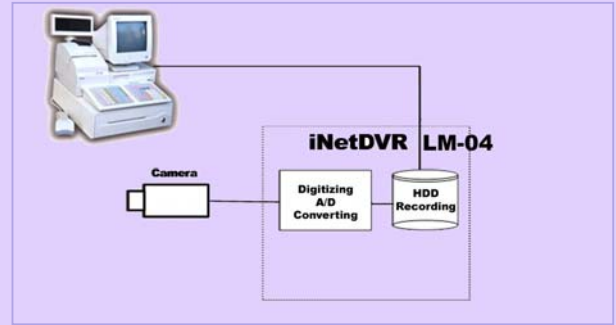 iNetDVR LM-04
Camera
Digitizing
A/D
Converting
HDD
Recording